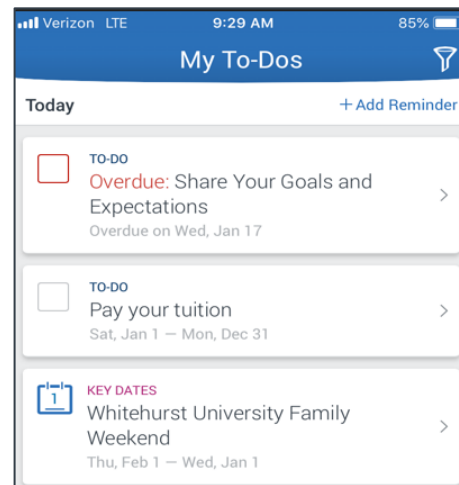 Verizon LTE 9:29 AM 85%
My To-Dos
Today + Add Reminder
TO-DO
Overdue: Share Your Goals and
Expectations
Overdue on Wed, Jan 17
TO-DO
Pay your tuition
Sat, Jan 1 — Mon, Dec 31
1
KEY DATES
Whitehurst University Family
Weekend
Thu, Feb 1 — Wed, Jan 1